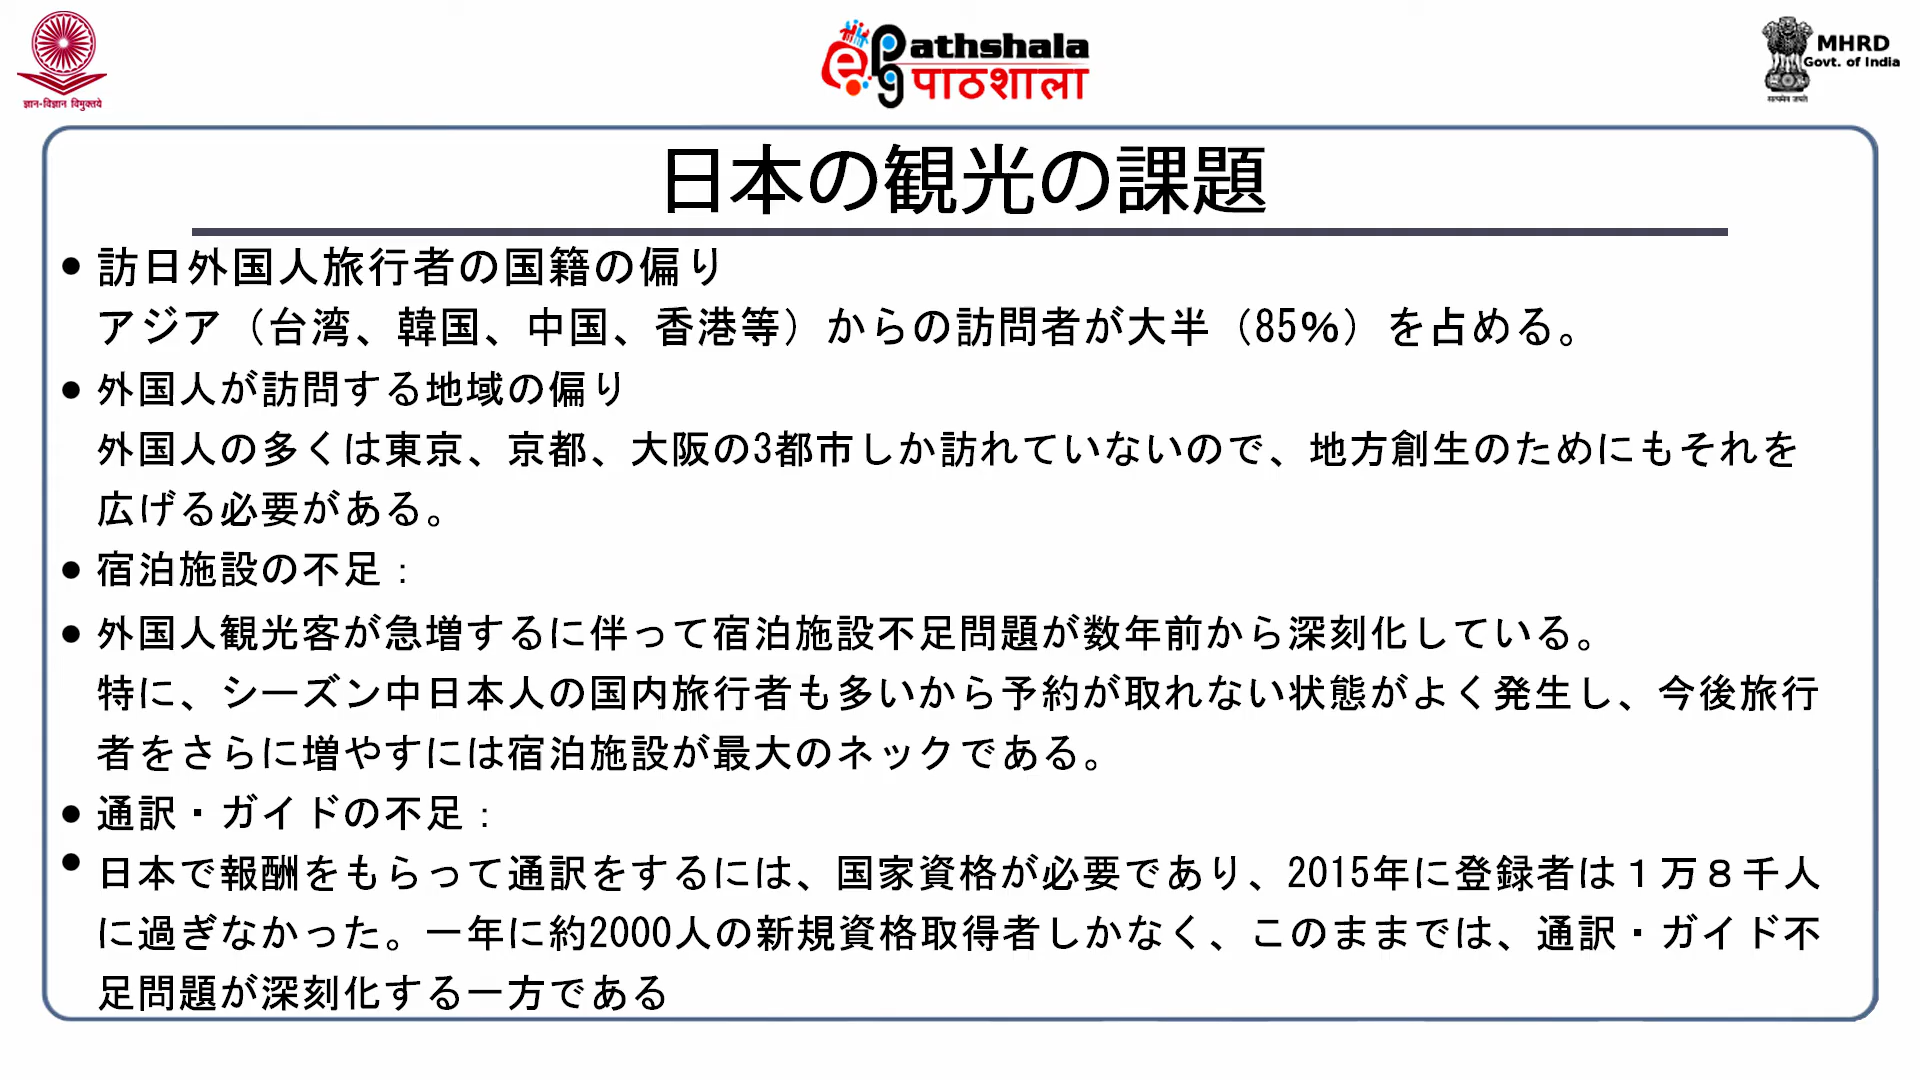 ज्ञान-विज्ञान विमुक्तये
ePathshala
पाठशाला
MHRD
Govt. of India
सत्यमेव जयते
日本の観光の課題
• 訪日外国人旅行者の国籍の偏り
アジア（台湾、韓国、中国、香港等）からの訪問者が大半（85％）を占める。
• 外国人が訪問する地域の偏り
外国人の多くは東京、京都、大阪の3都市しか訪れていないので、地方創生のためにもそれを
広げる必要がある。
• 宿泊施設の不足：
• 外国人観光客が急増するに伴って宿泊施設不足問題が数年前から深刻化している。
特に、シーズン中日本人の国内旅行者も多いから予約が取れない状態がよく発生し、今後旅行
者をさらに増やすには宿泊施設が最大のネックである。
• 通訳・ガイドの不足：
• 日本で報酬をもらって通訳をするには、国家資格が必要であり、2015年に登録者は１万８千人
に過ぎなかった。一年に約2000人の新規資格取得者しかなく、このままでは、通訳・ガイド不
足問題が深刻化する一方である